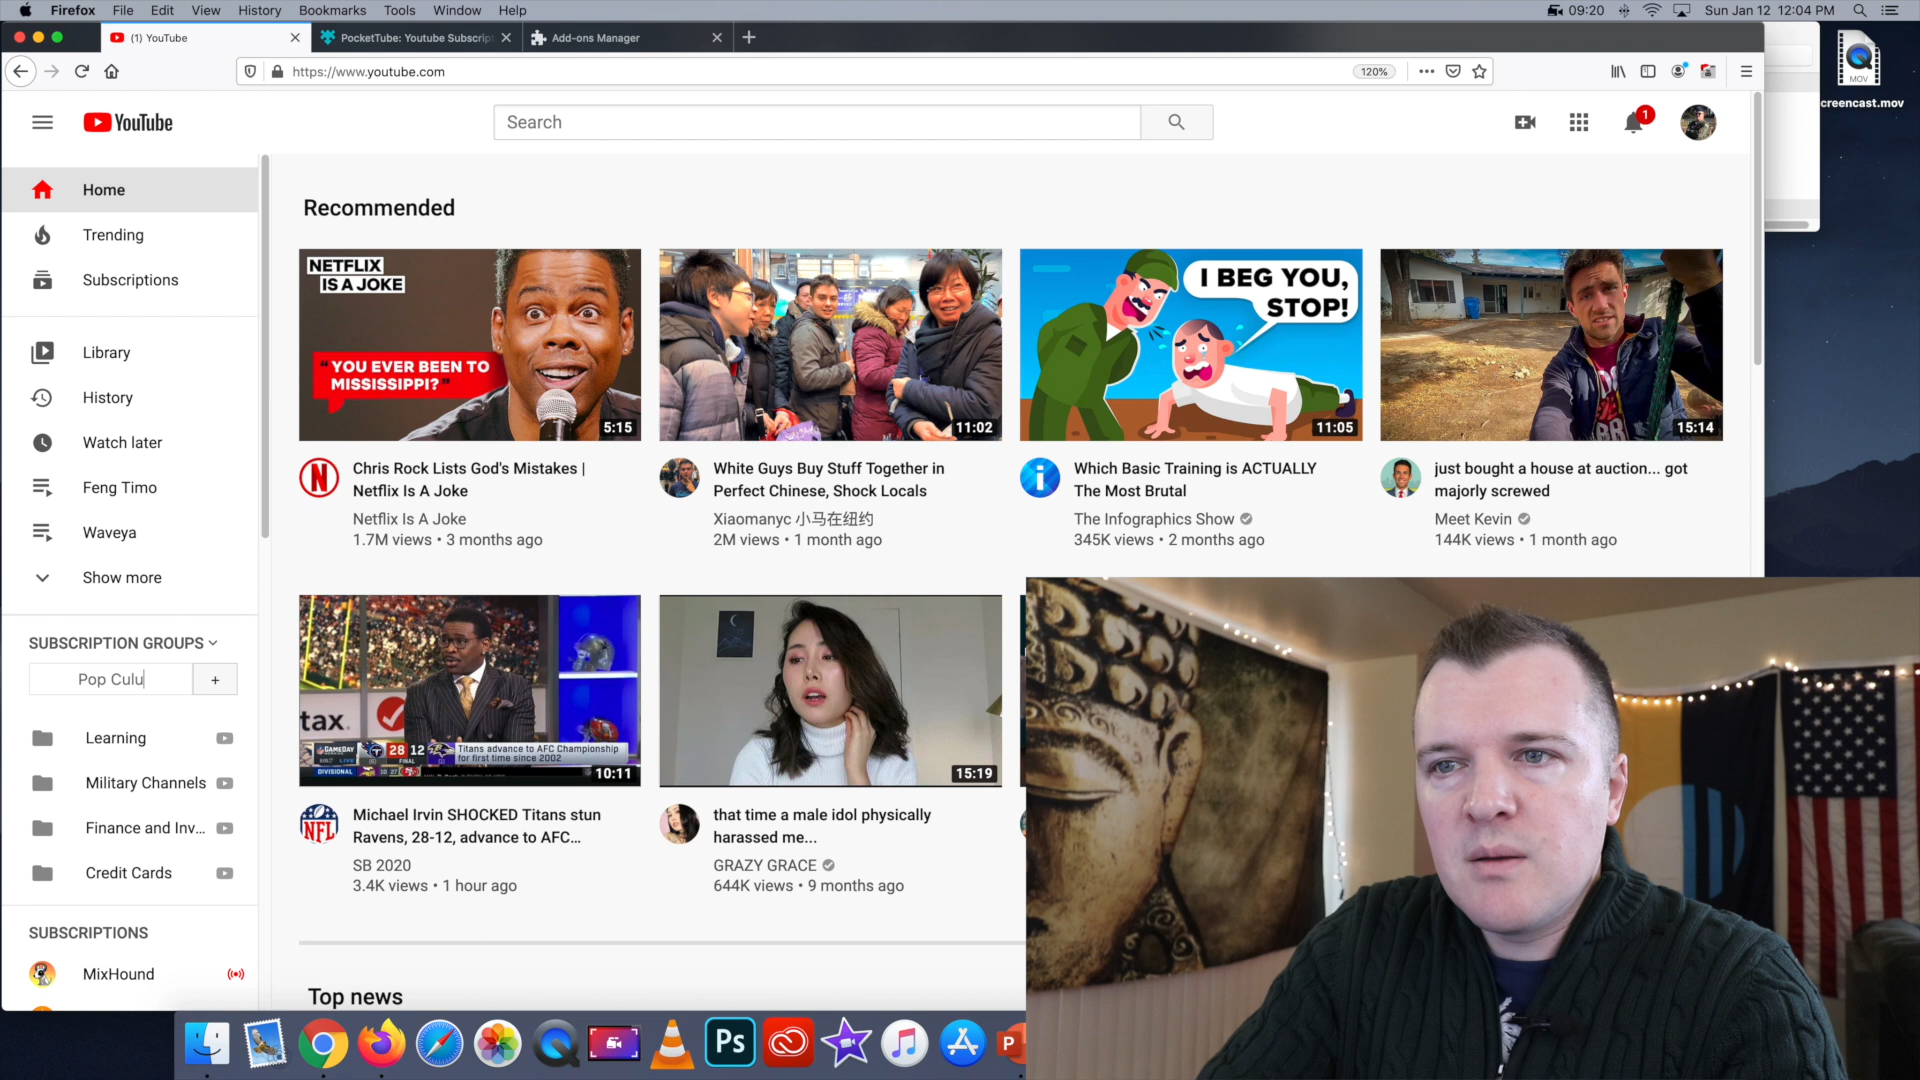 Firefox File Edit View History Bookmarks Tools Window Help
09:20 Sun Jan 12 12:04 PM
(1) YouTube
PocketTube: Youtube Subscript
Add-ons Manager
https://www.youtube.com
120%
MOV
creencast.mov
YouTube
Search
1
Home
Trending
Subscriptions
Library
History
Watch later
Feng Timo
Waveya
Show more
SUBSCRIPTION GROUPS
Pop Culu
+
Learning
Military Channels
Finance and Inv...
Credit Cards
SUBSCRIPTIONS
MixHound
Recommended
NETFLIX
IS A JOKE
"YOU EVER BEEN TO
MISSISSIPPI?"
5:15
Chris Rock Lists God's Mistakes |
Netflix Is A Joke
Netflix Is A Joke
1.7M views • 3 months ago
11:02
White Guys Buy Stuff Together in
Perfect Chinese, Shock Locals
Xiaomanyc 小马在纽约
2M views • 1 month ago
I BEG YOU,
STOP!
11:05
Which Basic Training is ACTUALLY
The Most Brutal
The Infographics Show
345K views • 2 months ago
15:14
just bought a house at auction... got
majorly screwed
Meet Kevin
144K views • 1 month ago
tax.
GAMEDAY
28 12
FINAL
Titans advance to AFC Championship
for first time since 2002
DIVISIONAL
10:11
NFL
Michael Irvin SHOCKED Titans stun
Ravens, 28-12, advance to AFC...
SB 2020
3.4K views • 1 hour ago
15:19
that time a male idol physically
harassed me...
GRAZY GRACE
644K views • 9 months ago
Top news
Ps
P